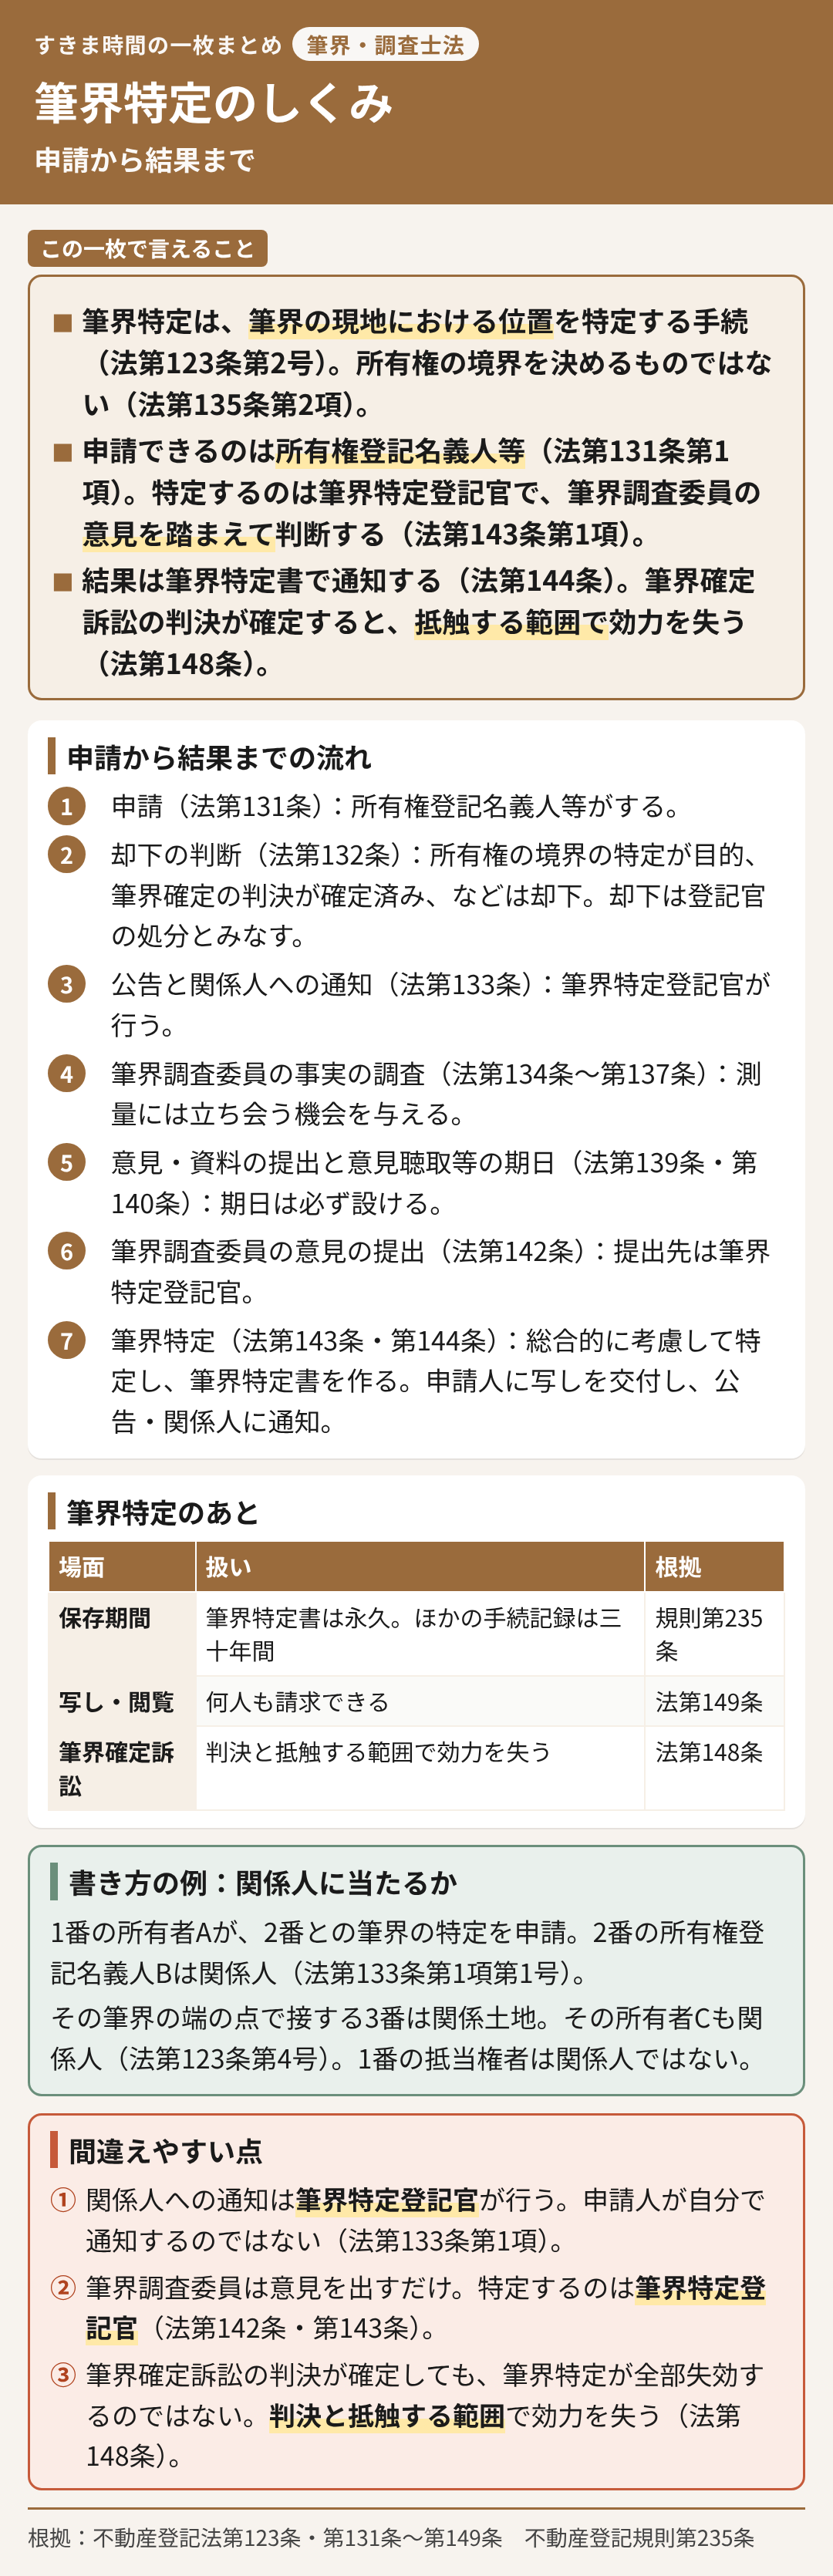 すきま時間の一枚まとめ 筆界・調査士法
筆界特定のしくみ
申請から結果まで
この一枚で言えること
■ 筆界特定は、筆界の現地における位置を特定する手続
（法第123条第2号）。所有権の境界を決めるものではな
い（法第135条第2項）。
■ 申請できるのは所有権登記名義人等（法第131条第1
項）。特定するのは筆界特定登記官で、筆界調査委員の
意見を踏まえて判断する（法第143条第1項）。
■ 結果は筆界特定書で通知する（法第144条）。筆界確定
訴訟の判決が確定すると、抵触する範囲で効力を失う
（法第148条）。
申請から結果までの流れ
1 申請（法第131条）：所有権登記名義人等がする。
2 却下の判断（法第132条）：所有権の境界の特定が目的、
筆界確定の判決が確定済み、などは却下。却下は登記官
の処分とみなす。
3 公告と関係人への通知（法第133条）：筆界特定登記官が
行う。
4 筆界調査委員の事実の調査（法第134条～第137条）：測
量には立ち会う機会を与える。
5 意見・資料の提出と意見聴取等の期日（法第139条・第
140条）：期日は必ず設ける。
6 筆界調査委員の意見の提出（法第142条）：提出先は筆界
特定登記官。
7 筆界特定（法第143条・第144条）：総合的に考慮して特
定し、筆界特定書を作る。申請人に写しを交付し、公
告・関係人に通知。
筆界特定のあと
場面 扱い 根拠
保存期間 筆界特定書は永久。ほかの手続記録は三 規則第235
十年間 条
写し・閲覧 何人も請求できる 法第149条
筆界確定訴 判決と抵触する範囲で効力を失う 法第148条
訟
書き方の例：関係人に当たるか
1番の所有者Aが、2番との筆界の特定を申請。2番の所有権登
記名義人Bは関係人（法第133条第1項第1号）。
その筆界の端の点で接する3番は関係土地。その所有者Cも関
係人（法第123条第4号）。1番の抵当権者は関係人ではない。
間違えやすい点
① 関係人への通知は筆界特定登記官が行う。申請人が自分で
通知するのではない（法第133条第1項）。
② 筆界調査委員は意見を出すだけ。特定するのは筆界特定登
記官（法第142条・第143条）。
③ 筆界確定訴訟の判決が確定しても、筆界特定が全部失効す
るのではない。判決と抵触する範囲で効力を失う（法第
148条）。
根拠：不動産登記法第123条・第131条～第149条　不動産登記規則第235条